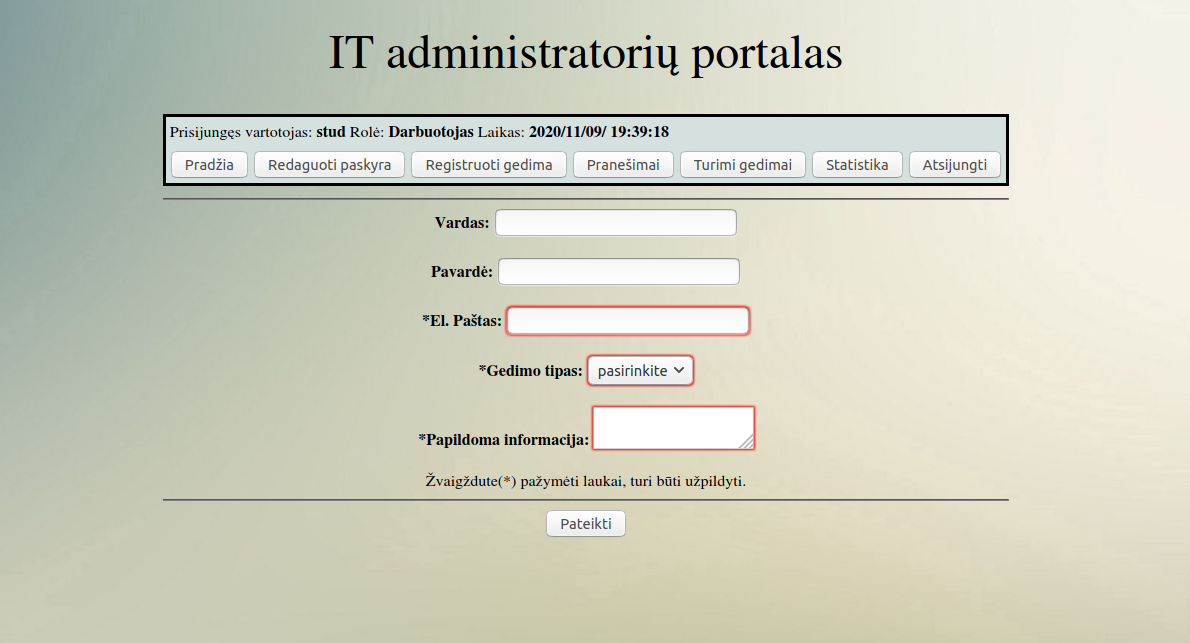 IT administratorių portalas
Prisijungęs vartotojas: stud Rolė: Darbuotojas Laikas: 2020/11/09/ 19:39:18
Pradžia Redaguoti paskyra Registruoti gedima Pranešimai Turimi gedimai Statistika Atsijungti
Vardas:
Pavardė:
*El. Paštas:
*Gedimo tipas: pasirinkite
*Papildoma informacija:
Žvaigždute(*) pažymėti laukai, turi būti užpildyti.
Pateikti